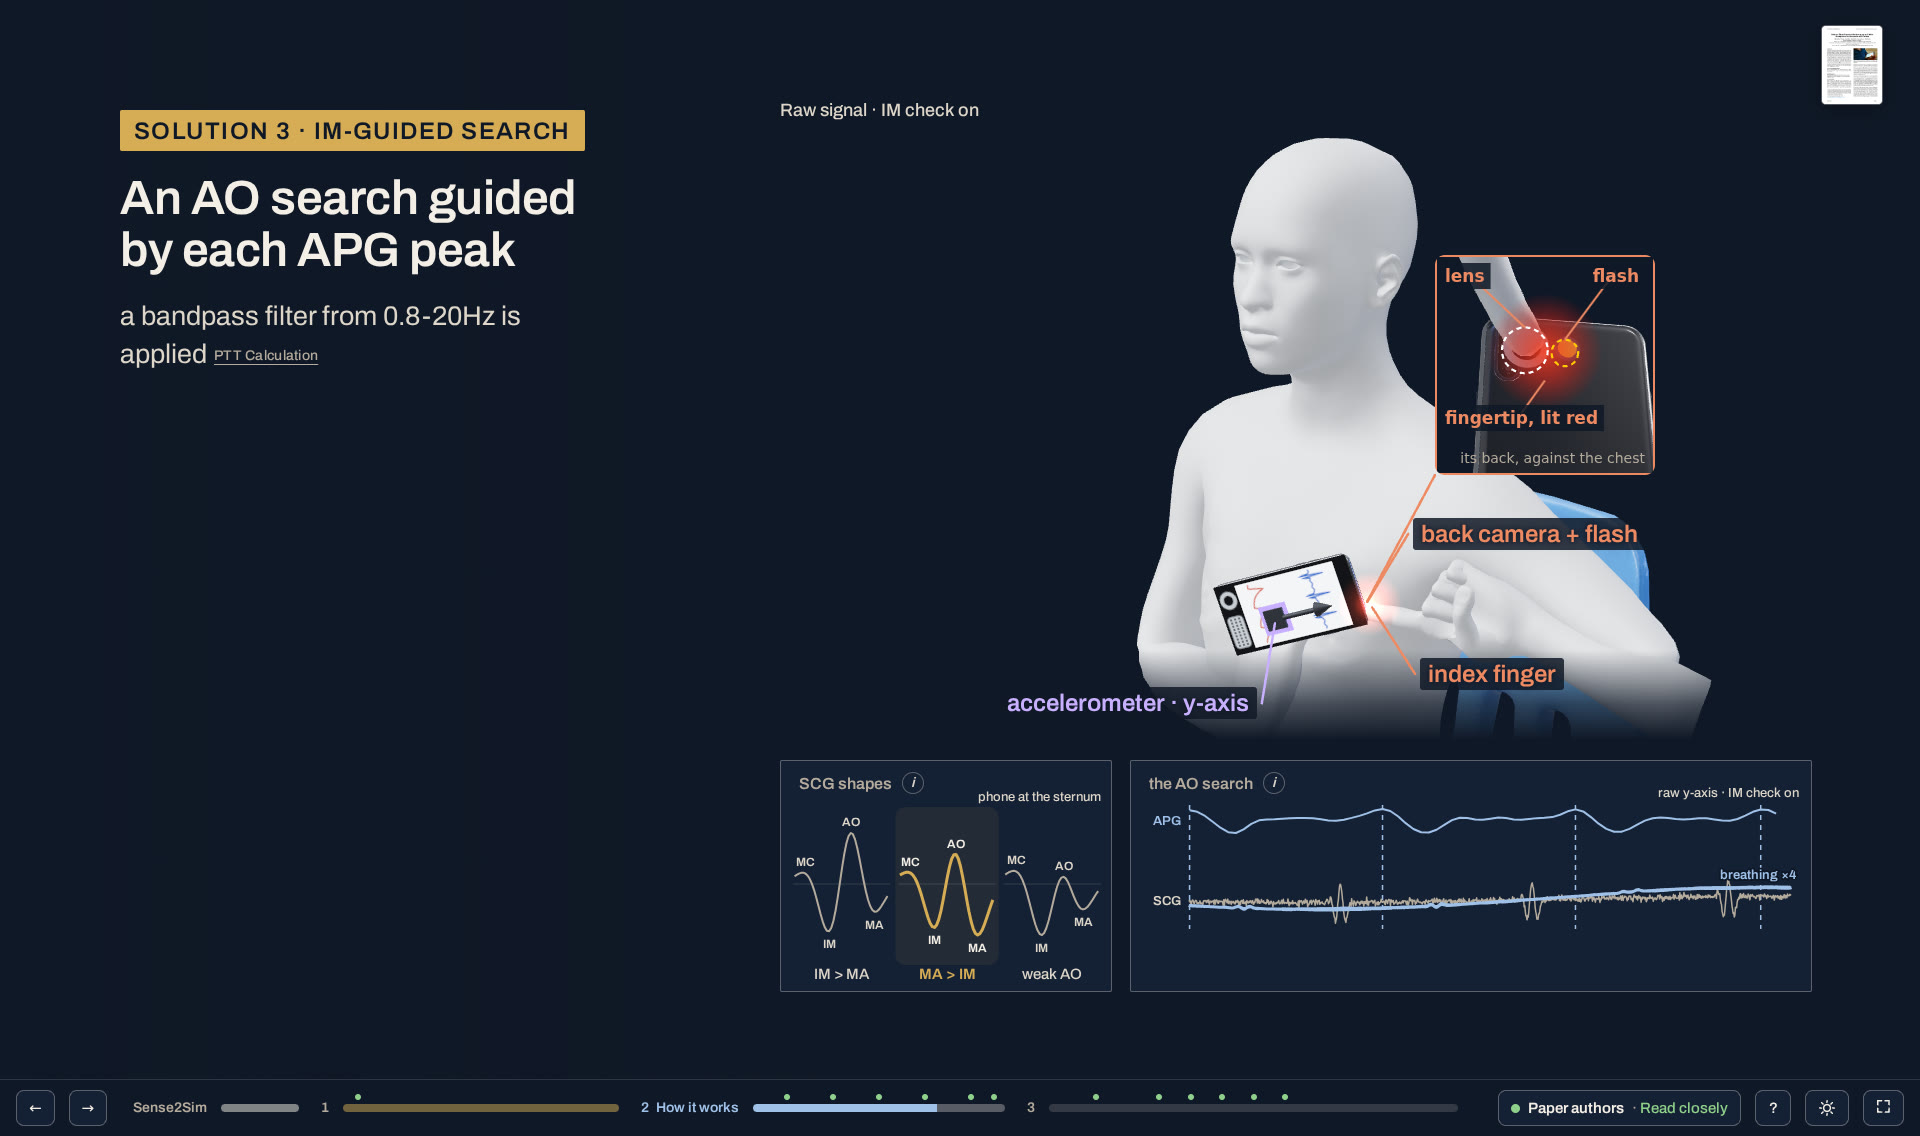 SOLUTION 3 · IM-GUIDED SEARCH
An AO search guided
by each APG peak
a bandpass filter from 0.8-20Hz is
applied PTT Calculation
Raw signal · IM check on
lens
flash
fingertip, lit red
its back, against the chest
back camera + flash
index finger
accelerometer · y-axis
SCG shapes i
phone at the sternum
MC
AO
IM
MA
IM > MA
MC
AO
IM
MA
MA > IM
MC
AO
IM
MA
weak AO
the AO search i
raw y-axis · IM check on
APG
breathing ×4
SCG
← → Sense2Sim 1 2 How it works 3 Paper authors · Read closely ?